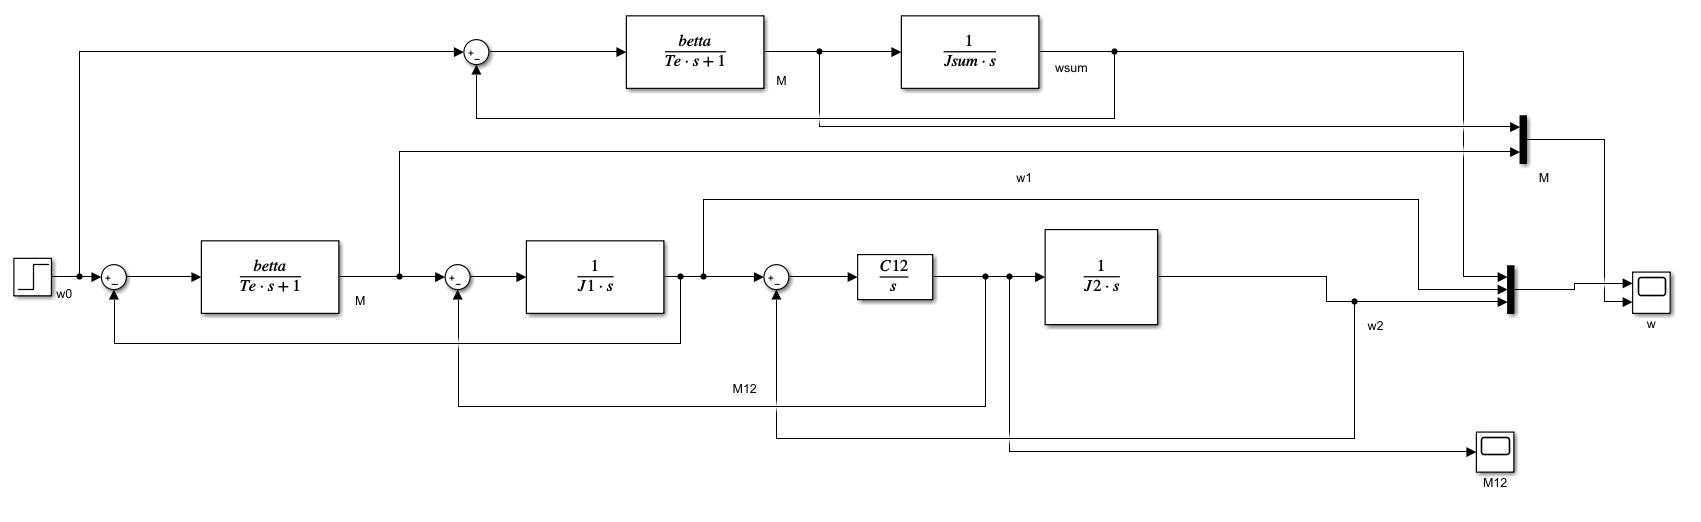 betta
Te · s + 1
1
Jsum · s
+
−
M
wsum
w1
M
w0
+
−
betta
Te · s + 1
M
+
−
1
J1 · s
+
−
C12
s
1
J2 · s
w2
w
M12
M12